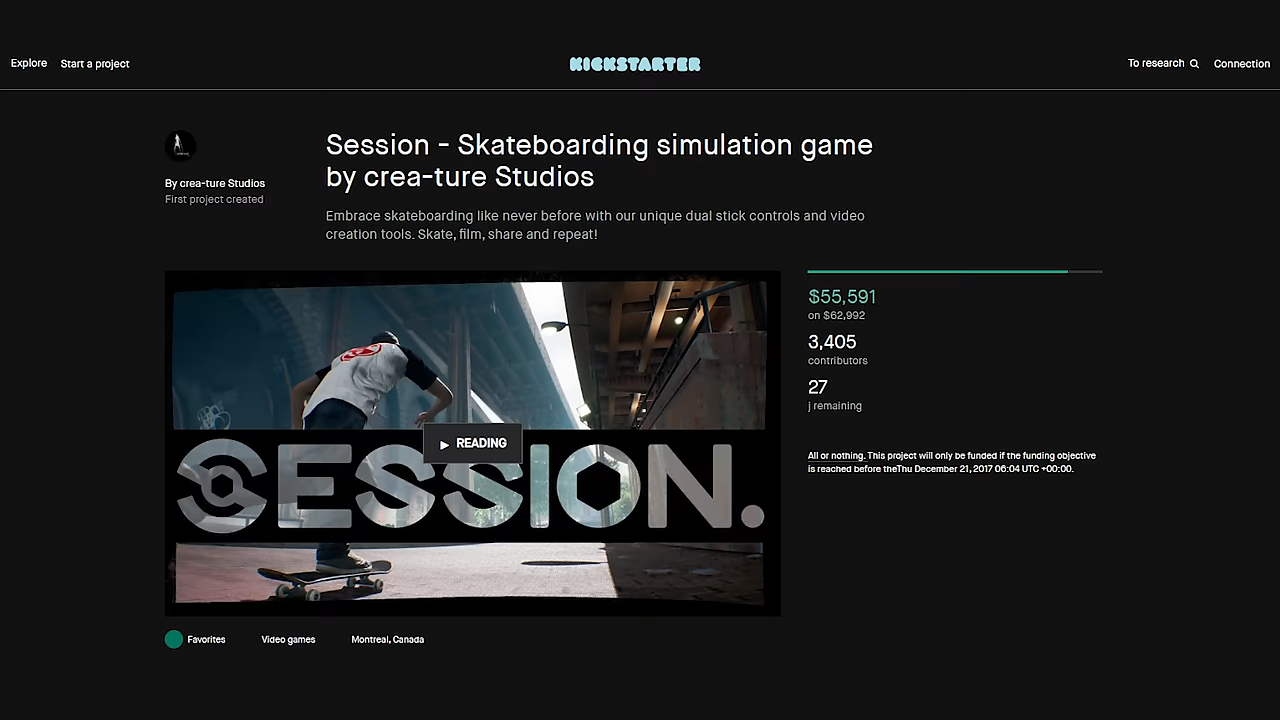 Explore
Start a project
KICKSTARTER
To research
Connection
By crea-ture Studios
First project created
Session - Skateboarding simulation game
by crea-ture Studios
Embrace skateboarding like never before with our unique dual stick controls and video
creation tools. Skate, film, share and repeat!
READING
SESSION.
$55,591
on $62,992
3,405
contributors
27
j remaining
All or nothing. This project will only be funded if the funding objective
is reached before theThu December 21, 2017 06:04 UTC +00:00.
Favorites
Video games
Montreal, Canada